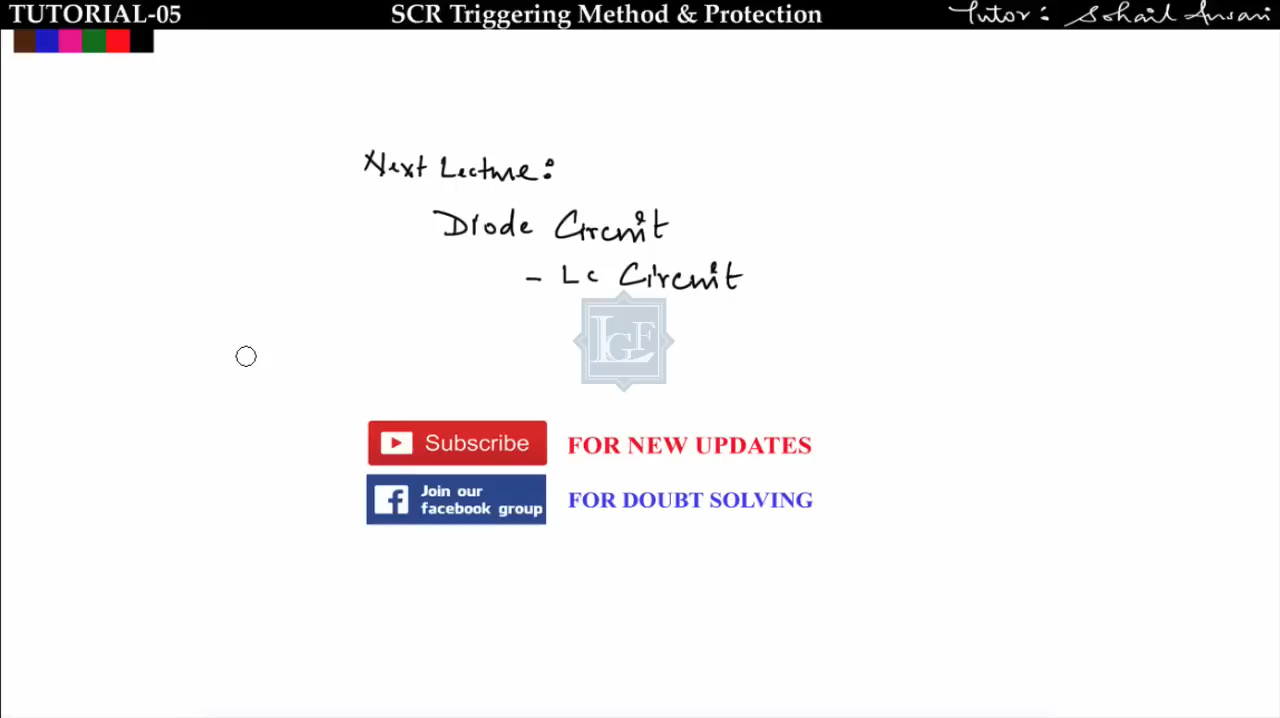 TUTORIAL-05
SCR Triggering Method & Protection
Tutor: Sohail Ansari
Next Lecture:
Diode Circuit
- LC Circuit
LGF
Subscribe
FOR NEW UPDATES
Join our
facebook group
FOR DOUBT SOLVING